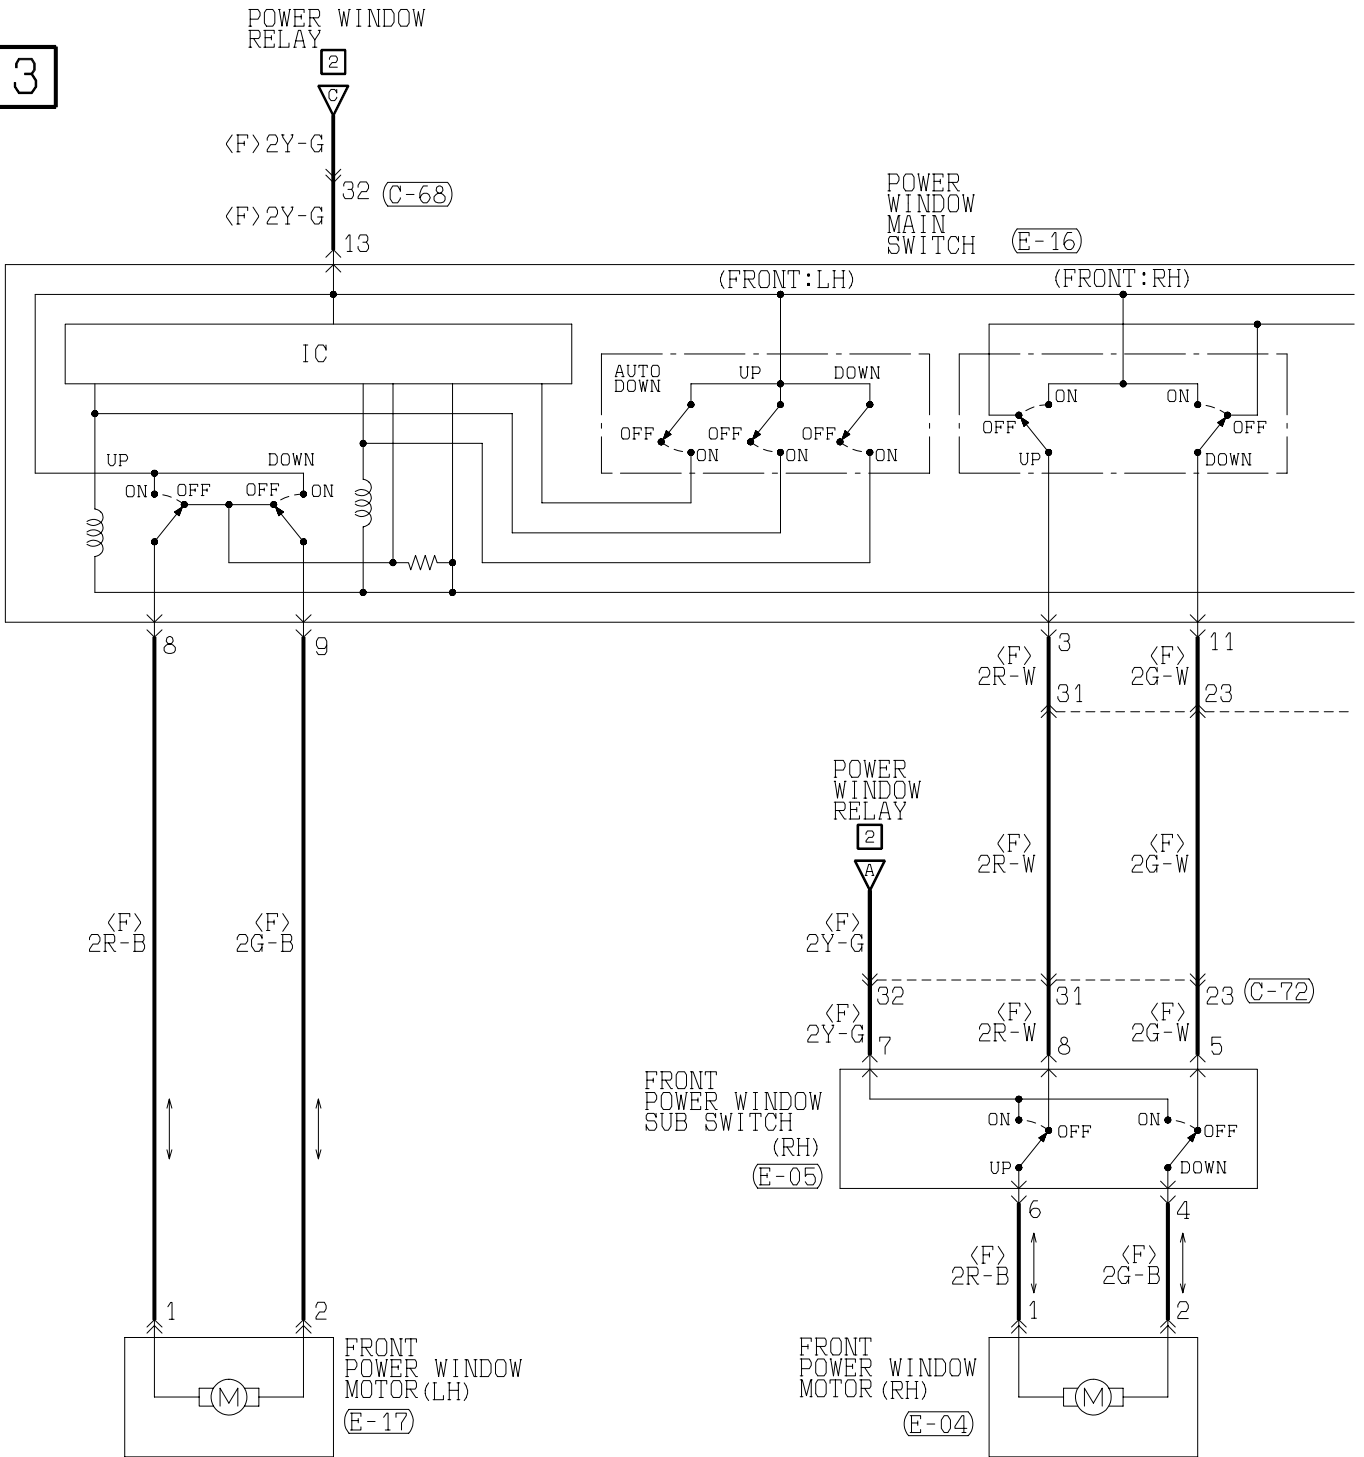 POWER WINDOW
RELAY
2
3
C
<F>2Y-G
32 (C-68)
<F>2Y-G
13
POWER
WINDOW
MAIN
SWITCH (E-16)
(FRONT:LH)
(FRONT:RH)
IC
AUTO
DOWN
UP
DOWN
OFF
ON
OFF
ON
OFF
ON
ON
OFF
UP
ON
OFF
DOWN
UP
DOWN
ON
OFF
OFF
ON
8
9
3
11
<F>
2R-W
<F>
2G-W
31
23
POWER
WINDOW
RELAY
2
A
<F>
2R-W
<F>
2G-W
<F>
2R-B
<F>
2G-B
<F>
2Y-G
32
31
23 (C-72)
<F>
2Y-G
<F>
2R-W
<F>
2G-W
7
8
5
FRONT
POWER WINDOW
SUB SWITCH
(RH)
(E-05)
ON
OFF
UP
ON
OFF
DOWN
6
4
<F>
2R-B
<F>
2G-B
1
2
1
2
FRONT
POWER WINDOW
MOTOR (LH)
(E-17)
M
FRONT
POWER WINDOW
MOTOR (RH)
(E-04)
M